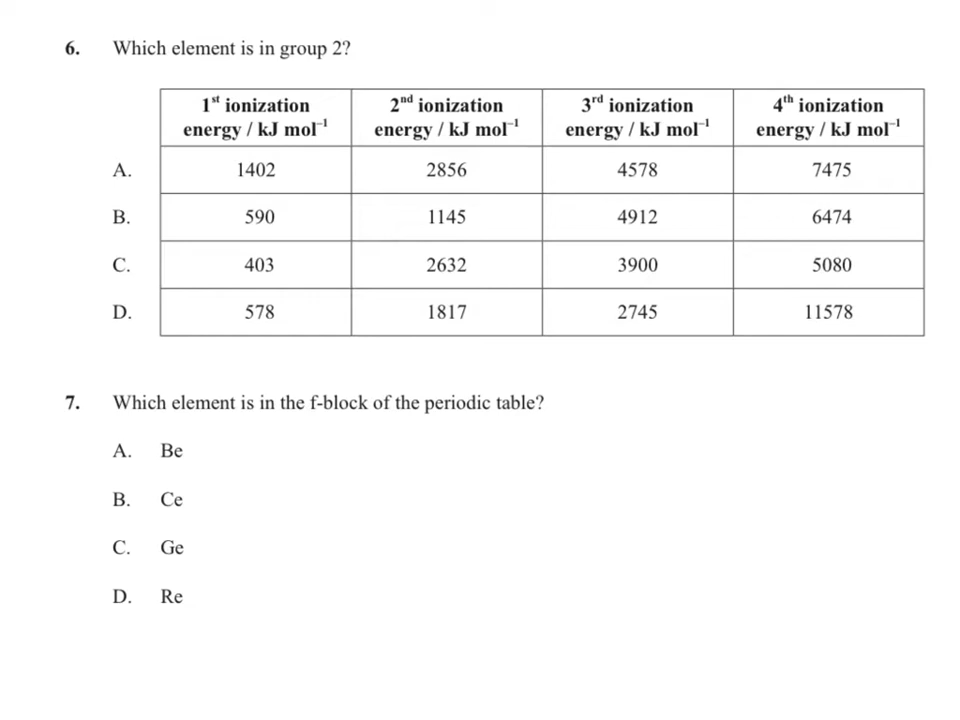 6. Which element is in group 2?
1st ionization energy / kJ mol⁻¹ 2nd ionization energy / kJ mol⁻¹ 3rd ionization energy / kJ mol⁻¹ 4th ionization energy / kJ mol⁻¹
A. 1402 2856 4578 7475
B. 590 1145 4912 6474
C. 403 2632 3900 5080
D. 578 1817 2745 11578
7. Which element is in the f-block of the periodic table?
A. Be
B. Ce
C. Ge
D. Re